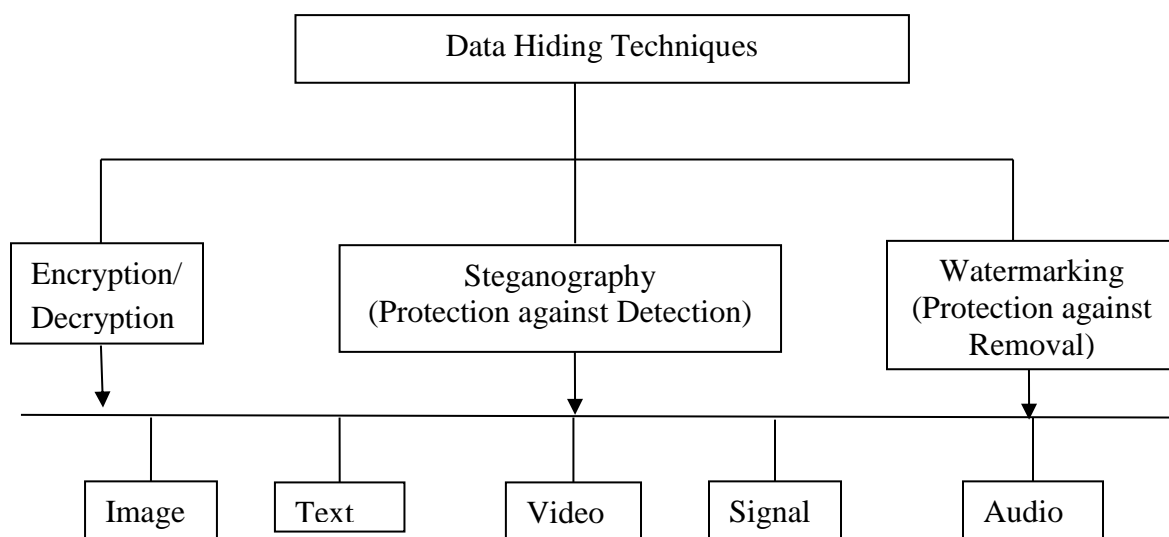 Data Hiding Techniques
Encryption/
Decryption
Steganography
(Protection against Detection)
Watermarking
(Protection against
Removal)
Image
Text
Video
Signal
Audio